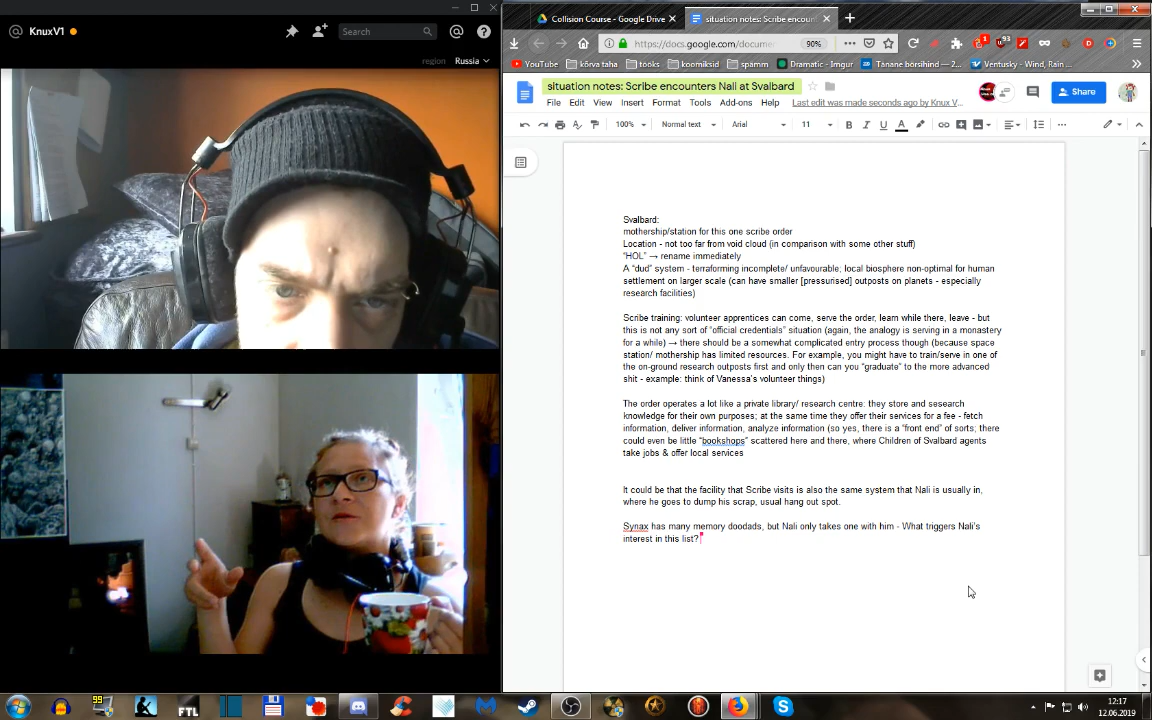 KnuxV1
Search
region Russia
Collision Course - Google Drive
situation notes: Scribe encount
https://docs.google.com/documer
90%
1
93
YouTube
kõrva taha
tööks
koomiksid
spämm
Dramatic - Imgur
Tänane börsihind — 2...
Ventusky - Wind, Rain ...
situation notes: Scribe encounters Nali at Svalbard
File Edit View Insert Format Tools Add-ons Help Last edit was made seconds ago by Knux V...
Share
100% Normal text Arial 11 B I U A
Svalbard:
mothership/station for this one scribe order
Location - not too far from void cloud (in comparison with some other stuff)
"HOL" → rename immediately
A "dud" system - terraforming incomplete/ unfavourable; local biosphere non-optimal for human
settlement on larger scale (can have smaller [pressurised] outposts on planets - especially
research facilities)
Scribe training: volunteer apprentices can come, serve the order, learn while there, leave - but
this is not any sort of "official credentials" situation (again, the analogy is serving in a monastery
for a while) → there should be a somewhat complicated entry process though (because space
station/ mothership has limited resources. For example, you might have to train/serve in one of
the on-ground research outposts first and only then can you "graduate" to the more advanced
shit - example: think of Vanessa's volunteer things)
The order operates a lot like a private library/ research centre: they store and sesearch
knowledge for their own purposes; at the same time they offer their services for a fee - fetch
information, deliver information, analyze information (so yes, there is a "front end" of sorts; there
could even be little "bookshops" scattered here and there, where Children of Svalbard agents
take jobs & offer local services
It could be that the facility that Scribe visits is also the same system that Nali is usually in,
where he goes to dump his scrap, usual hang out spot.
Synax has many memory doodads, but Nali only takes one with him - What triggers Nali's
interest in this list?
99
FTL
12:17
12.06.2019